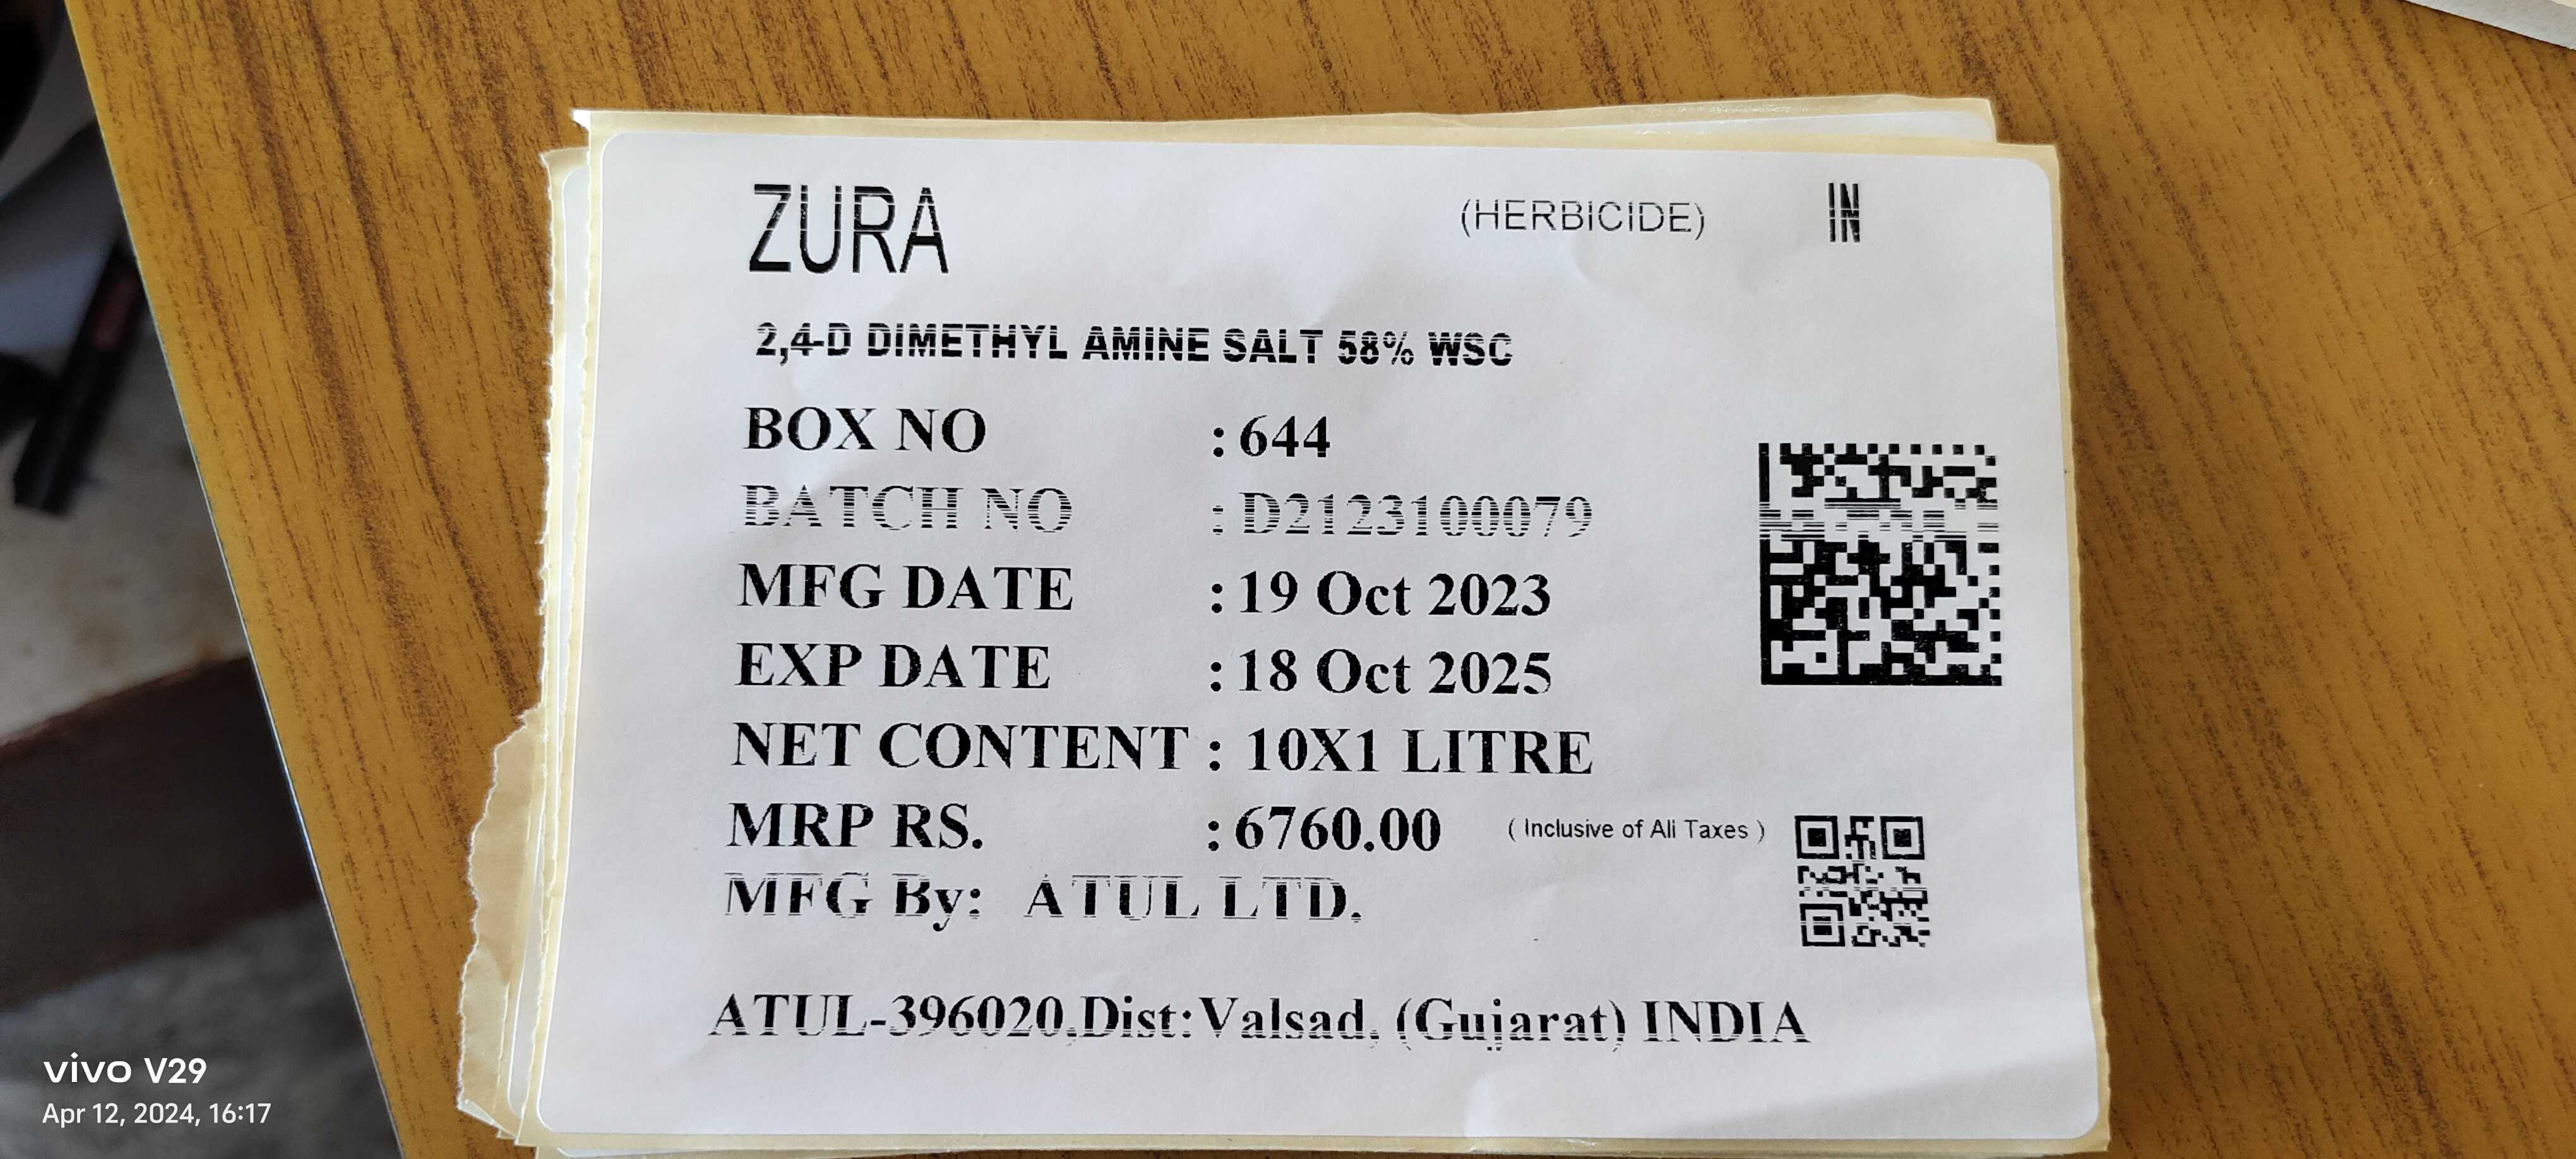 ZURA (HERBICIDE) IN
2,4-D DIMETHYL AMINE SALT 58% WSC
BOX NO : 644
BATCH NO : D2123100079
MFG DATE : 19 Oct 2023
EXP DATE : 18 Oct 2025
NET CONTENT : 10X1 LITRE
MRP RS. : 6760.00 ( Inclusive of All Taxes )
MFG By: ATUL LTD.
ATUL-396020,Dist:Valsad, (Gujarat) INDIA
vivo V29
Apr 12, 2024, 16:17